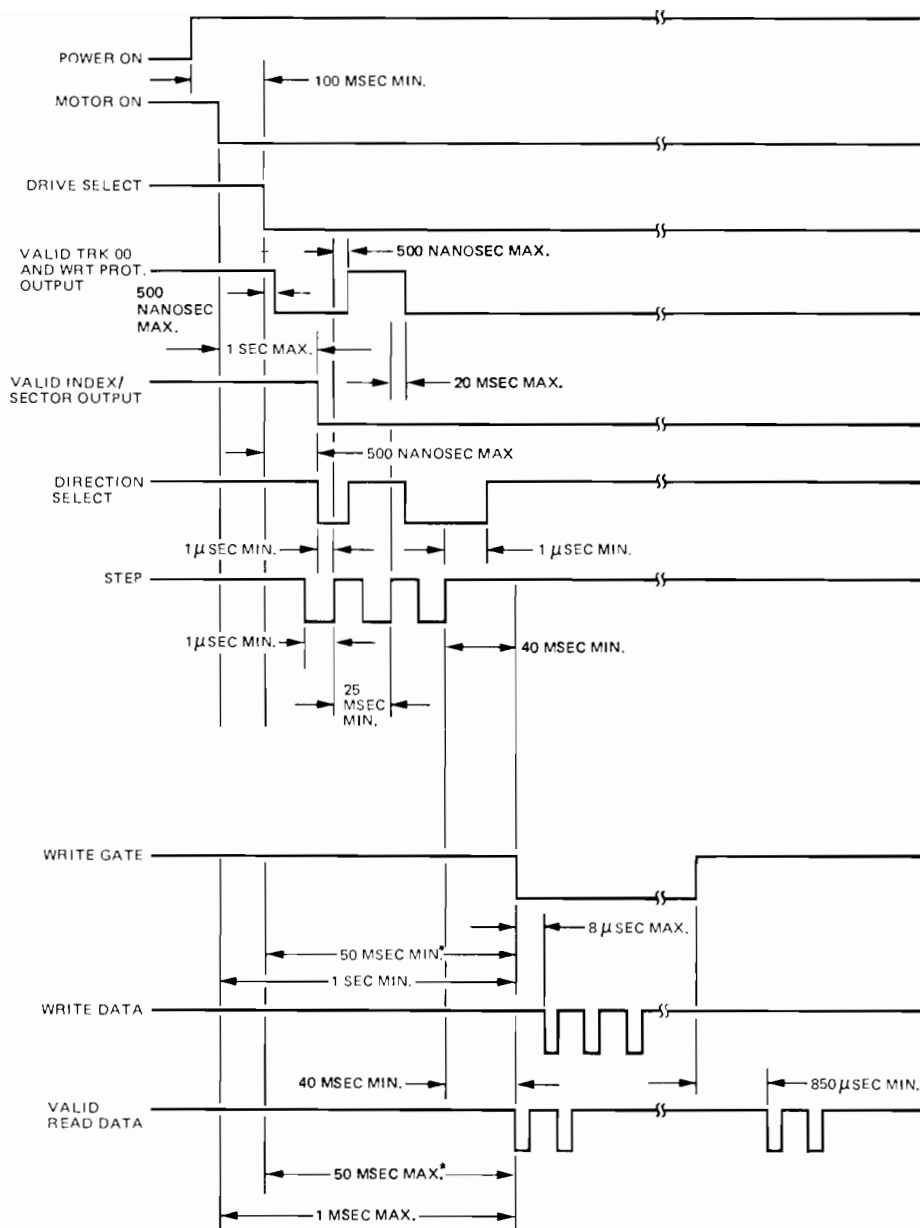 POWER ON
100 MSEC MIN.
MOTOR ON
DRIVE SELECT
VALID TRK 00
AND WRT PROT.
OUTPUT
500 NANOSEC MAX.
500
NANOSEC
MAX.
1 SEC MAX.
VALID INDEX/
SECTOR OUTPUT
20 MSEC MAX.
500 NANOSEC MAX
DIRECTION
SELECT
1 μSEC MIN.
1 μSEC MIN.
STEP
1 μSEC MIN.
40 MSEC MIN.
25
MSEC
MIN.
WRITE GATE
8 μSEC MAX.
50 MSEC MIN.*
1 SEC MIN.
WRITE DATA
40 MSEC MIN.
850 μSEC MIN.
VALID
READ DATA
50 MSEC MAX.*
1 MSEC MAX.